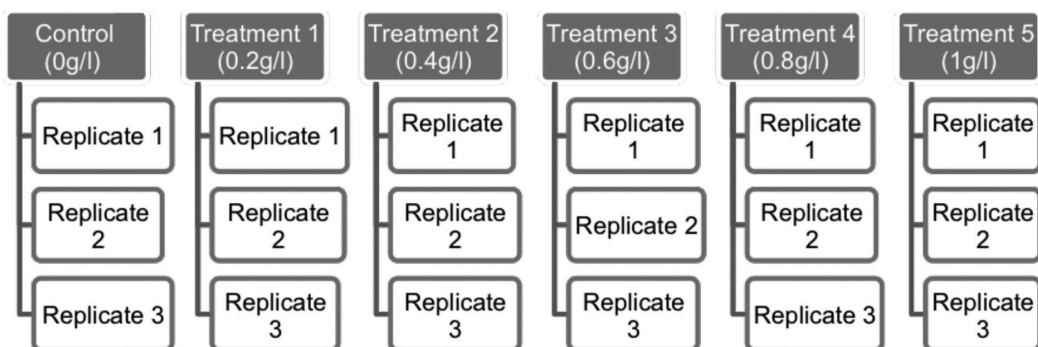 Control
(0g/l)
Replicate 1
Replicate
2
Replicate 3
Treatment 1
(0.2g/l)
Replicate 1
Replicate
2
Replicate
3
Treatment 2
(0.4g/l)
Replicate
1
Replicate
2
Replicate
3
Treatment 3
(0.6g/l)
Replicate
1
Replicate 2
Replicate
3
Treatment 4
(0.8g/l)
Replicate
1
Replicate
2
Replicate 3
Treatment 5
(1g/l)
Replicate
1
Replicate
2
Replicate
3